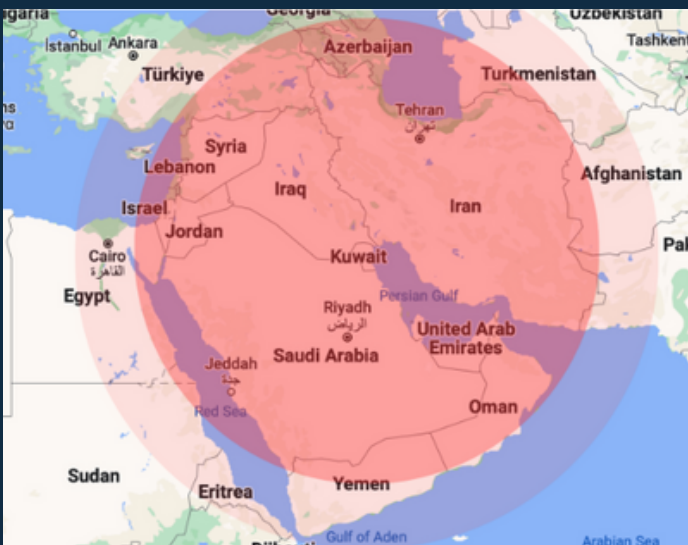 Georgia
Uzbekistan
İstanbul
Ankara
Azerbaijan
Tashkent
Türkiye
Turkmenistan
Tehran
تهران
Syria
Lebanon
Afghanistan
Iraq
Israel
Iran
Jordan
Cairo
القاهرة
Kuwait
Egypt
Persian Gulf
Riyadh
الرياض
United Arab
Emirates
Saudi Arabia
Jeddah
جدة
Red Sea
Oman
Sudan
Yemen
Eritrea
Gulf of Aden
Arabian Sea